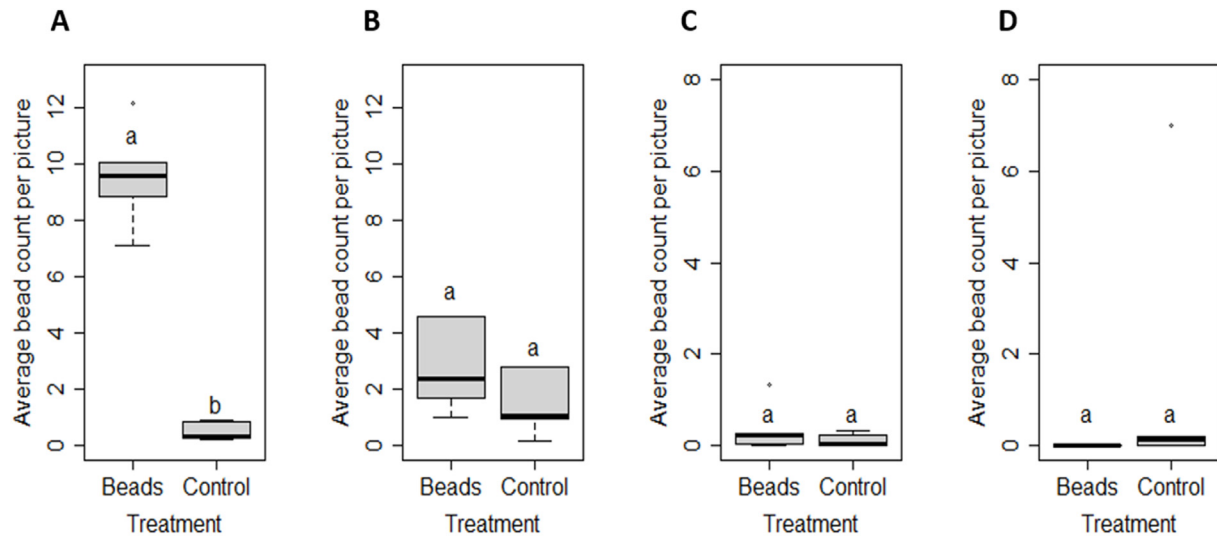 A
B
C
D
Average bead count per picture
0 2 4 6 8 10 12
a
b
Beads Control
Treatment
Average bead count per picture
0 2 4 6 8 10 12
a
a
Beads Control
Treatment
Average bead count per picture
0 2 4 6 8
a a
Beads Control
Treatment
Average bead count per picture
0 2 4 6 8
a a
Beads Control
Treatment